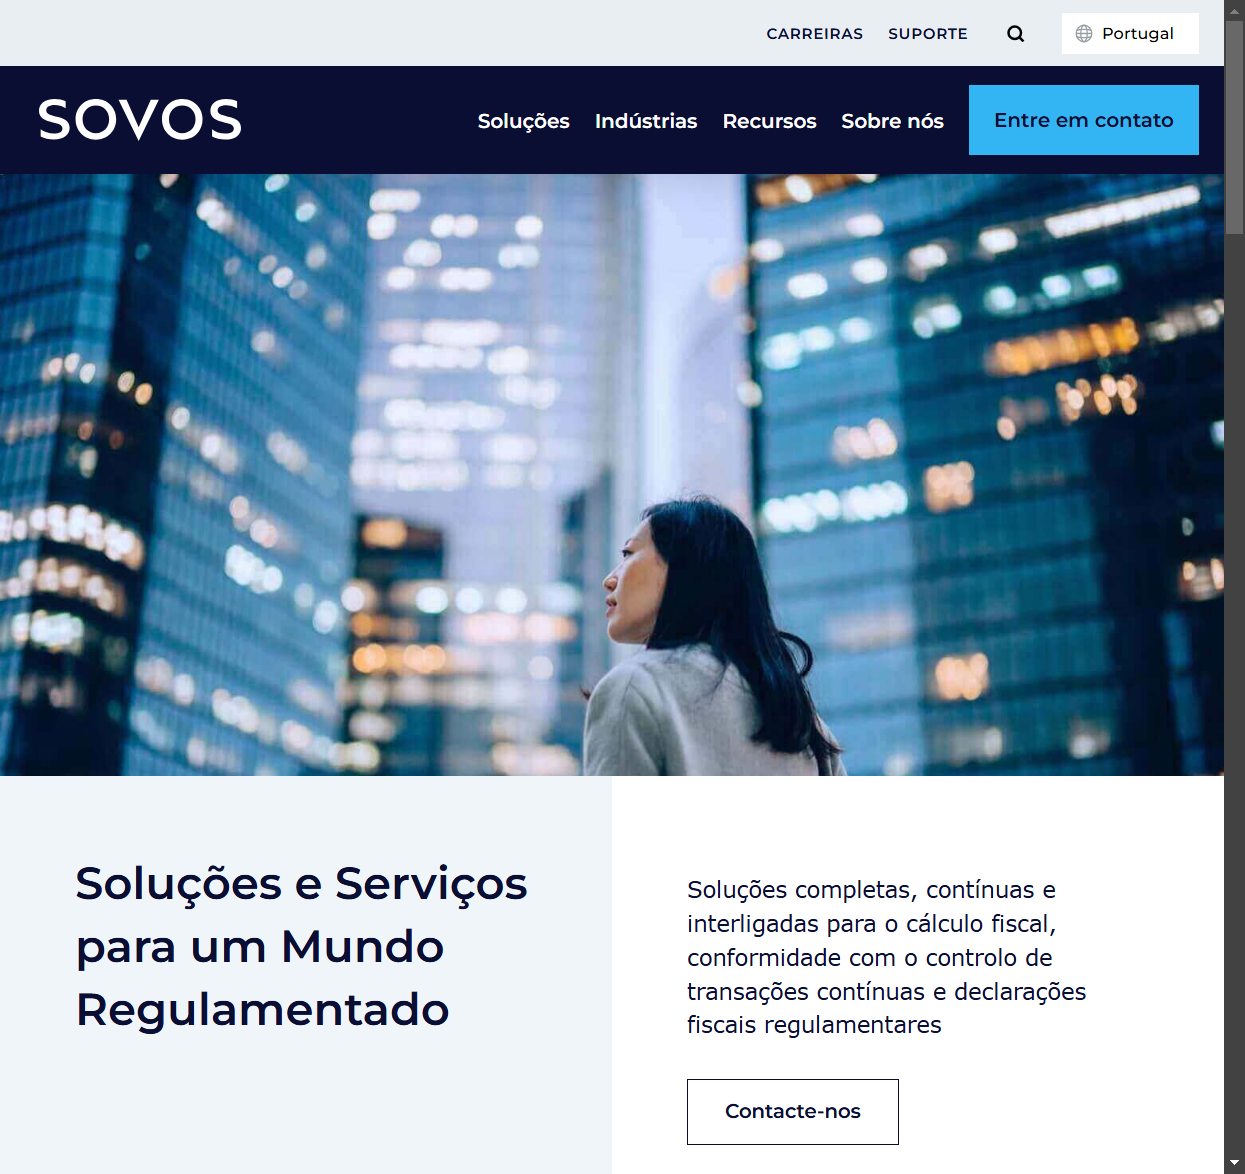 CARREIRAS SUPORTE Portugal
SOVOS
Soluções Indústrias Recursos Sobre nós Entre em contato
Soluções e Serviços
para um Mundo
Regulamentado
Soluções completas, contínuas e
interligadas para o cálculo fiscal,
conformidade com o controlo de
transações contínuas e declarações
fiscais regulamentares
Contacte-nos